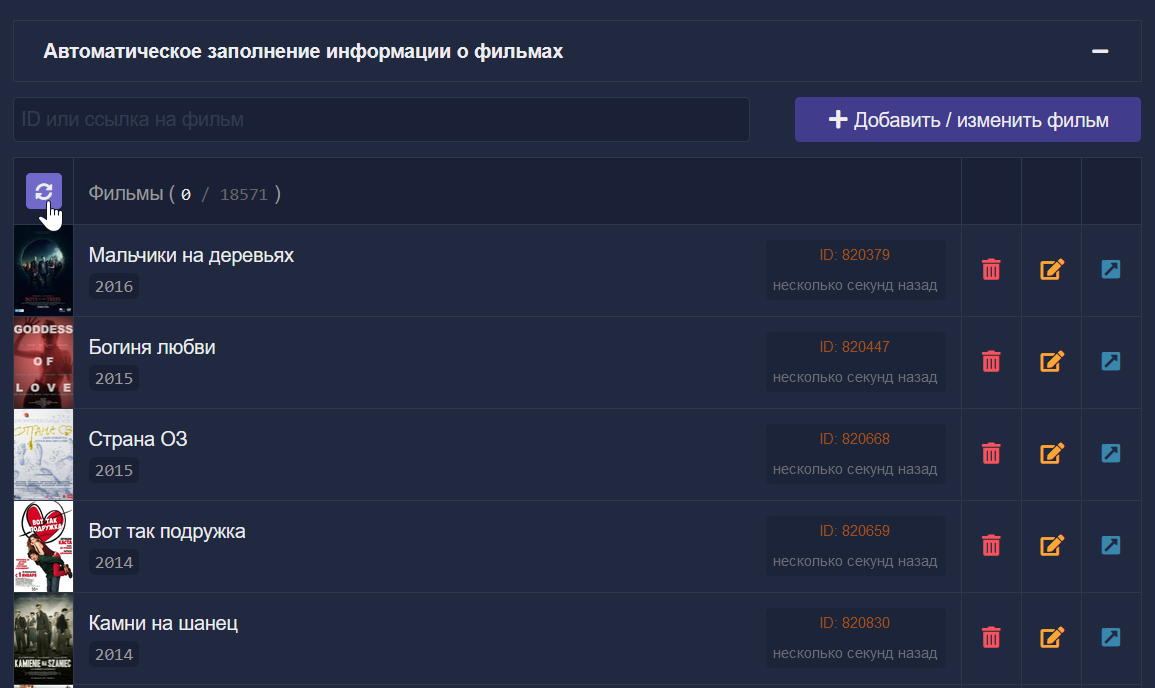 Автоматическое заполнение информации о фильмах
ID или ссылка на фильм
Добавить / изменить фильм
Фильмы ( 0 / 18571 )
Мальчики на деревьях
2016
ID: 820379
несколько секунд назад
GODDESS
OF
LOVE
Богиня любви
2015
ID: 820447
несколько секунд назад
Страна ОЗ
2015
ID: 820668
несколько секунд назад
ВОТ ТАК
ПОДРУЖКА
Вот так подружка
2014
ID: 820659
несколько секунд назад
KAMIENIE NA SZANIEC
Камни на шанец
2014
ID: 820830
несколько секунд назад